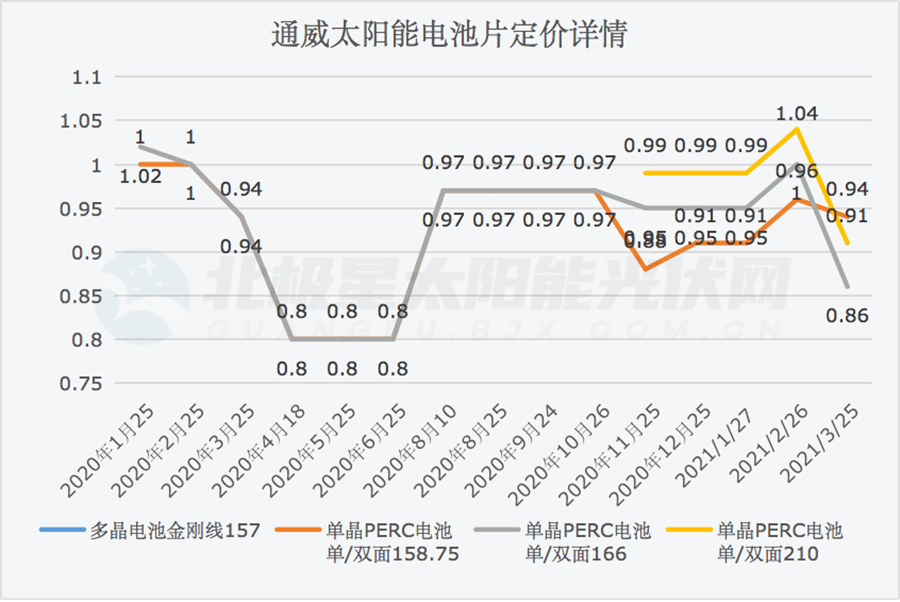 通威太阳能电池片定价详情
1.1
1.05
1
0.95
0.9
0.85
0.8
0.75
1 1 0.94 0.8 0.8 0.8 0.97 0.97 0.97 0.97 0.99 0.99 0.99 1.04 0.94
1.02 1 0.94 0.8 0.8 0.8 0.97 0.97 0.97 0.97 0.88 0.91 0.91 0.96 0.91
0.95 0.95 0.95 1 0.86
北极星太阳能光伏网
GUANGFU.BJX.COM.CN
2020年1月25
2020年2月25
2020年3月25
2020年4月18
2020年5月25
2020年6月25
2020年8月10
2020年8月25
2020年9月24
2020年10月26
2020年11月25
2020年12月25
2021/1/27
2021/2/26
2021/3/25
多晶电池金刚线157
单晶PERC电池
单/双面158.75
单晶PERC电池
单/双面166
单晶PERC电池
单/双面210